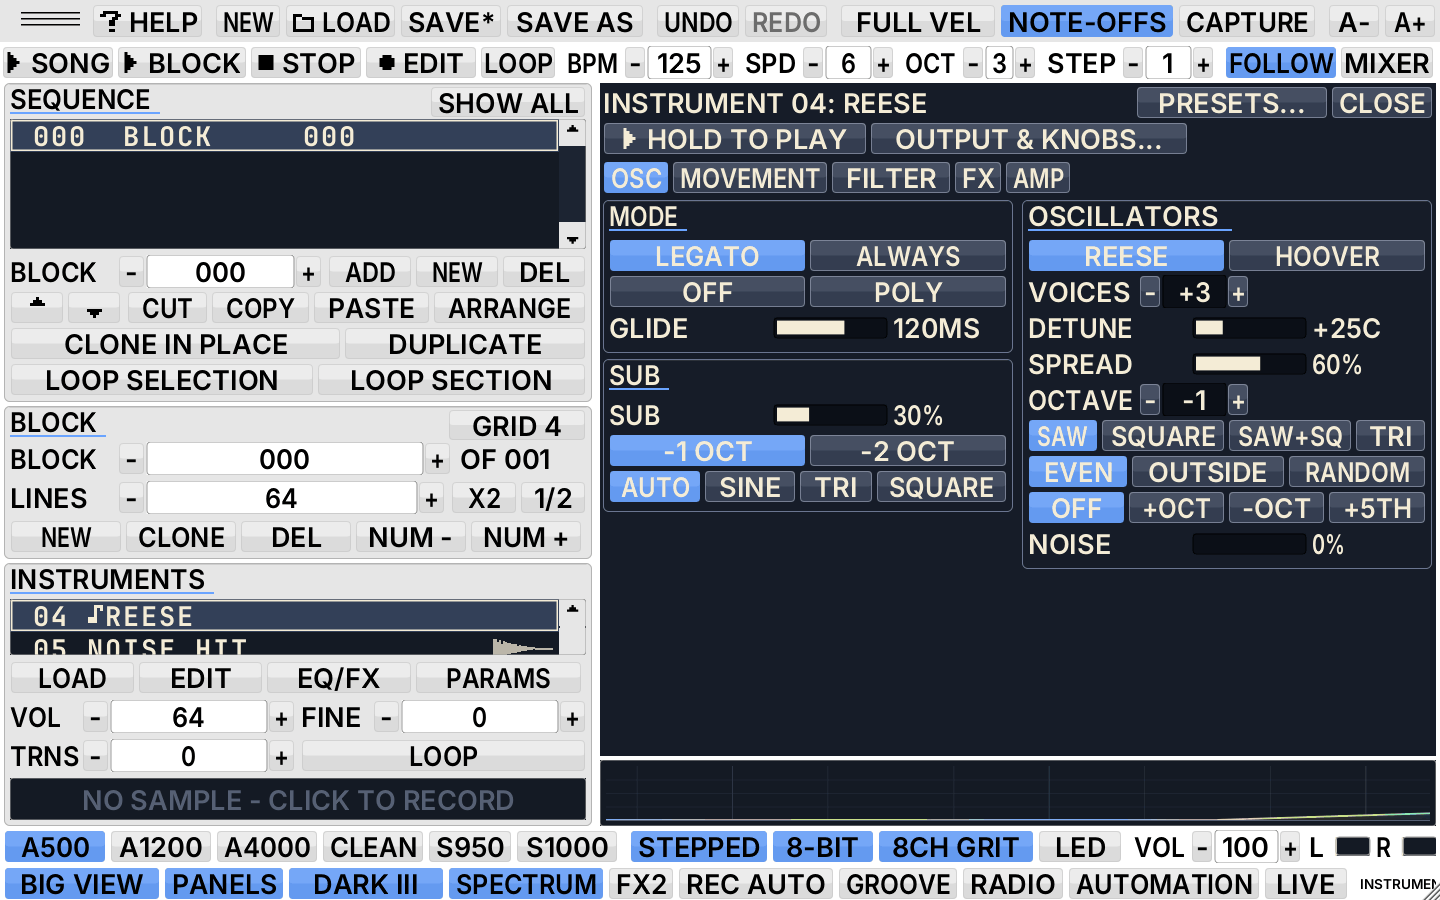 ? HELP NEW LOAD SAVE* SAVE AS UNDO REDO FULL VEL NOTE-OFFS CAPTURE A- A+
SONG BLOCK STOP EDIT LOOP BPM - 125 + SPD - 6 + OCT - 3 + STEP - 1 + FOLLOW MIXER
SEQUENCE SHOW ALL
000 BLOCK 000
BLOCK - 000 + ADD NEW DEL
CUT COPY PASTE ARRANGE
CLONE IN PLACE DUPLICATE
LOOP SELECTION LOOP SECTION
BLOCK GRID 4
BLOCK - 000 + OF 001
LINES - 64 + X2 1/2
NEW CLONE DEL NUM - NUM +
INSTRUMENTS
04 ♪REESE
05 NOISE HIT
LOAD EDIT EQ/FX PARAMS
VOL - 64 + FINE - 0 +
TRNS - 0 + LOOP
NO SAMPLE - CLICK TO RECORD
INSTRUMENT 04: REESE PRESETS... CLOSE
HOLD TO PLAY OUTPUT & KNOBS...
OSC MOVEMENT FILTER FX AMP
MODE
LEGATO ALWAYS
OFF POLY
GLIDE 120MS
SUB
SUB 30%
-1 OCT -2 OCT
AUTO SINE TRI SQUARE
OSCILLATORS
REESE HOOVER
VOICES - +3 +
DETUNE +25C
SPREAD 60%
OCTAVE - -1 +
SAW SQUARE SAW+SQ TRI
EVEN OUTSIDE RANDOM
OFF +OCT -OCT +5TH
NOISE 0%
A500 A1200 A4000 CLEAN S950 S1000 STEPPED 8-BIT 8CH GRIT LED VOL - 100 + L R
BIG VIEW PANELS DARK III SPECTRUM FX2 REC AUTO GROOVE RADIO AUTOMATION LIVE